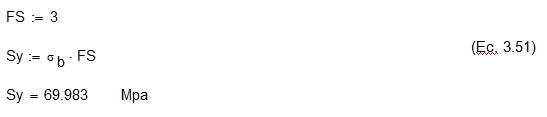 FS := 3
Sy := σb · FS
(Ec. 3.51)
Sy = 69.983 Mpa